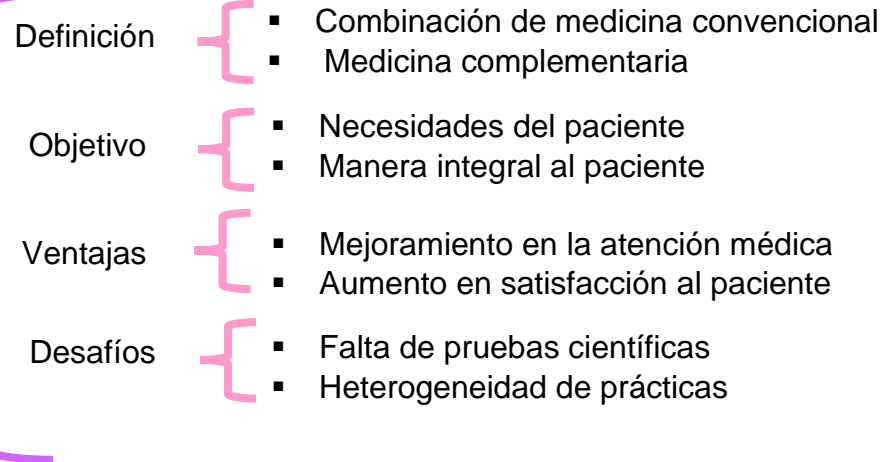 Definición
▪ Combinación de medicina convencional
▪ Medicina complementaria
Objetivo
▪ Necesidades del paciente
▪ Manera integral al paciente
Ventajas
▪ Mejoramiento en la atención médica
▪ Aumento en satisfacción al paciente
Desafíos
▪ Falta de pruebas científicas
▪ Heterogeneidad de prácticas